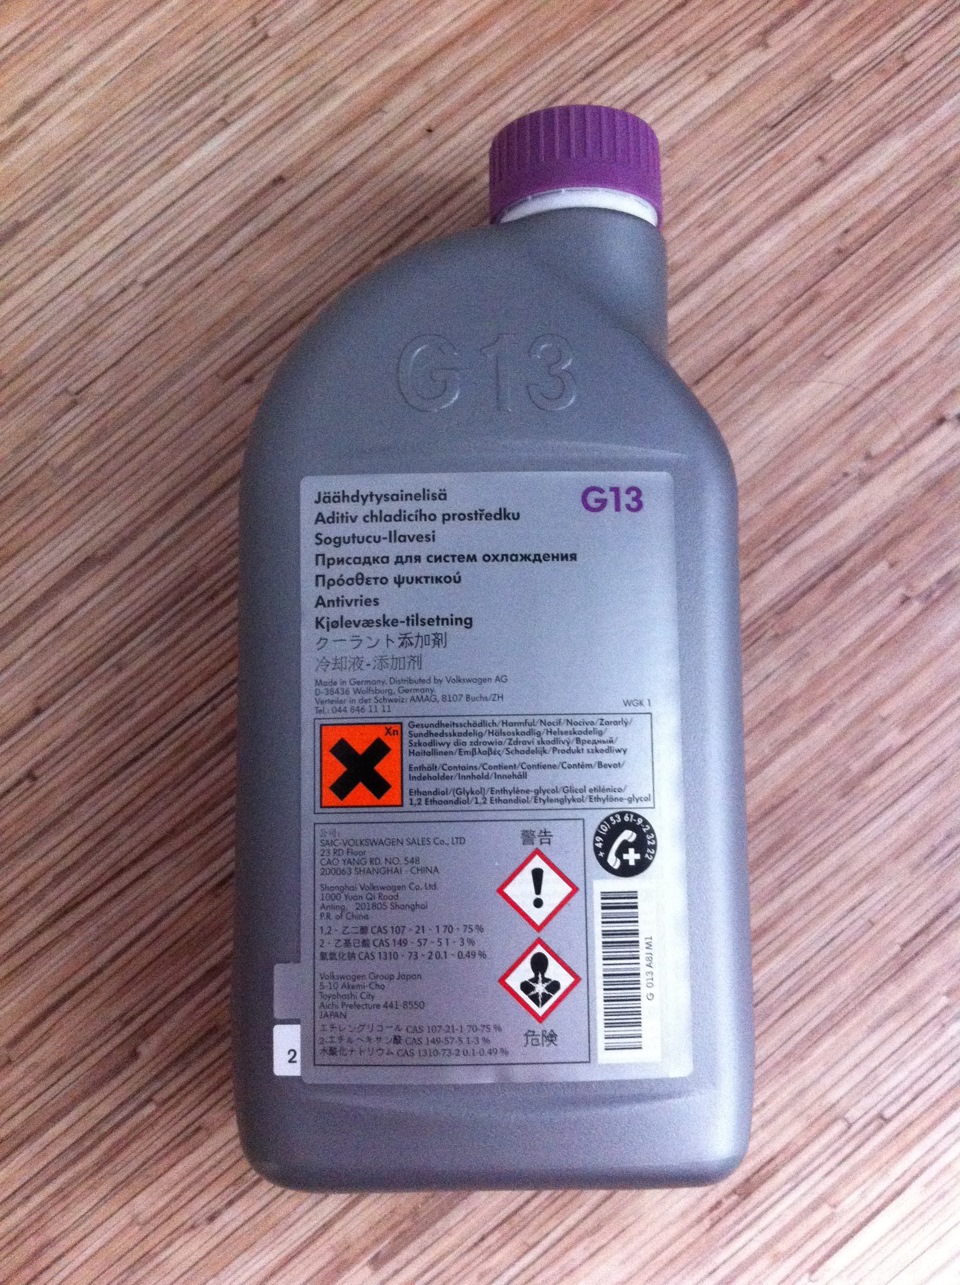 G13
Jäähdytysainelisä
G13
Aditiv chladicího prostředku
Sogutucu-Ilavesi
Присадка для систем охлаждения
Πρόσθετο ψυκτικού
Antivries
Kjølevæske-tilsetning
クーラント添加剤
冷却液-添加剤
Made in Germany. Distributed by Volkswagen AG
D-38436 Wolfsburg, Germany.
Verteiler in der Schweiz: AMAG, 8107 Buchs/ZH
Tel.: 044 846 11 11
WGK 1
Xn
Gesundheitsschädlich/Harmful/Nocif/Nocivo/Zararly/
Sundhedsskadelig/Hälsoskadlig/Helseskadelig/
Szkodliwy dla zdrowia/Zdraví škodlivý/Вредный/
Haitallinen/Επιβλαβές/Schadelijk/Produkt szkodliwy
Enthält/Contains/Contient/Contiene/Contém/Bevat/
Indeholder/Innhold/Innehåll
Ethandiol/(Glykol)/Enthylène-glycol/Glicol etilénico/
1,2 Ethaandiol/1,2 Ethandiol/Etylenglykol/Ethylöne-glycol
公司:
SAIC-VOLKSWAGEN SALES Co., LTD
23 RD Floor
CAO YANG RD. NO. 548
200063 SHANGHAI - CHINA
Shanghai Volkswagen Co. Ltd.
1000 Yuan Qi Road
Anting, 201805 Shanghai
P.R. of China
1,2 - 乙二醇 CAS 107 - 21 - 1 70 - 75 %
2 - 乙基己酸 CAS 149 - 57 - 5 1 - 3 %
氢氧化钠 CAS 1310 - 73 - 2 0.1 - 0.49 %
Volkswagen Group Japan
5-10 Akemi-Cho
Toyohashi City
Aichi Prefecture 441-8550
JAPAN
エチレングリコール CAS 107-21-1 70-75 %
2-エチルヘキサン酸 CAS 149-57-5 1-3 %
水酸化ナトリウム CAS 1310-73-2 0.1-0.49 %
警告
危険
+ 49 (0) 53 61-9-2 32 22
G 013 A8J M1
2